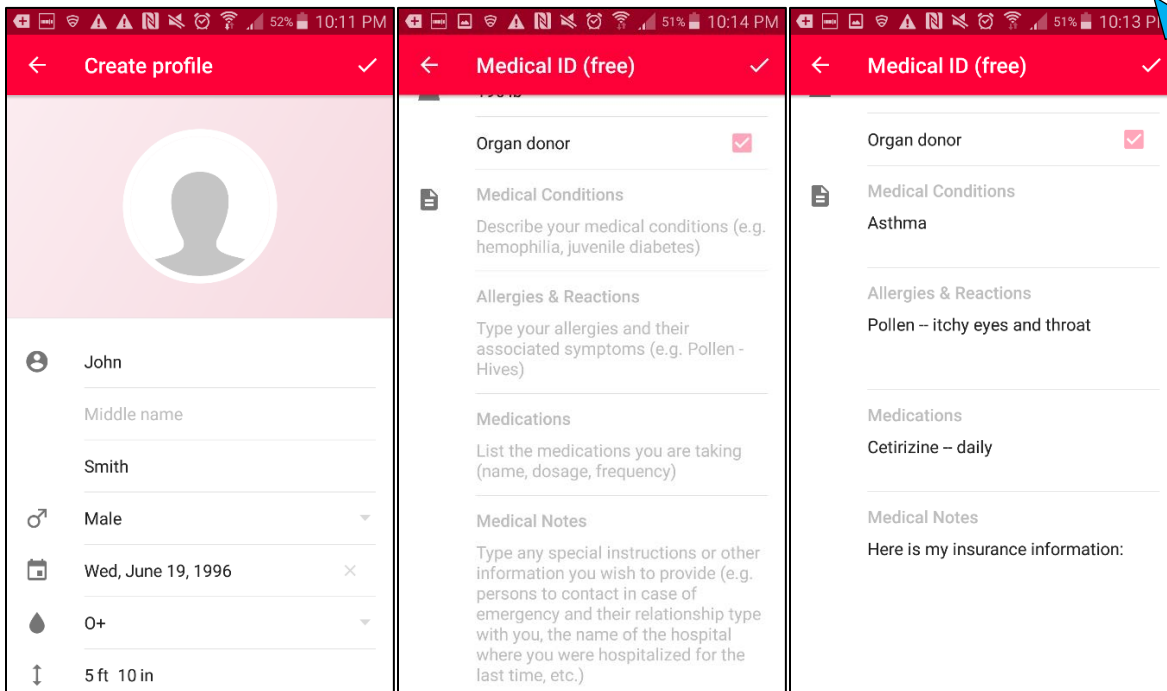 52% 10:11 PM
Create profile
John
Middle name
Smith
Male
Wed, June 19, 1996
O+
5 ft 10 in
51% 10:14 PM
Medical ID (free)
Organ donor
Medical Conditions
Describe your medical conditions (e.g.
hemophilia, juvenile diabetes)
Allergies & Reactions
Type your allergies and their
associated symptoms (e.g. Pollen -
Hives)
Medications
List the medications you are taking
(name, dosage, frequency)
Medical Notes
Type any special instructions or other
information you wish to provide (e.g.
persons to contact in case of
emergency and their relationship type
with you, the name of the hospital
where you were hospitalized for the
last time, etc.)
51% 10:13
Medical ID (free)
Organ donor
Medical Conditions
Asthma
Allergies & Reactions
Pollen -- itchy eyes and throat
Medications
Cetirizine -- daily
Medical Notes
Here is my insurance information: